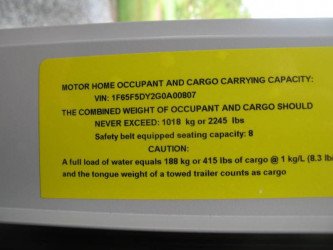 MOTOR HOME OCCUPANT AND CARGO CARRYING CAPACITY:
VIN: 1F65F5DY2G0A00807
THE COMBINED WEIGHT OF OCCUPANT AND CARGO SHOULD
NEVER EXCEED: 1018 kg or 2245 lbs
Safety belt equipped seating capacity: 8
CAUTION:
A full load of water equals 188 kg or 415 lbs of cargo @ 1 kg/L (8.3 lb
and the tongue weight of a towed trailer counts as cargo